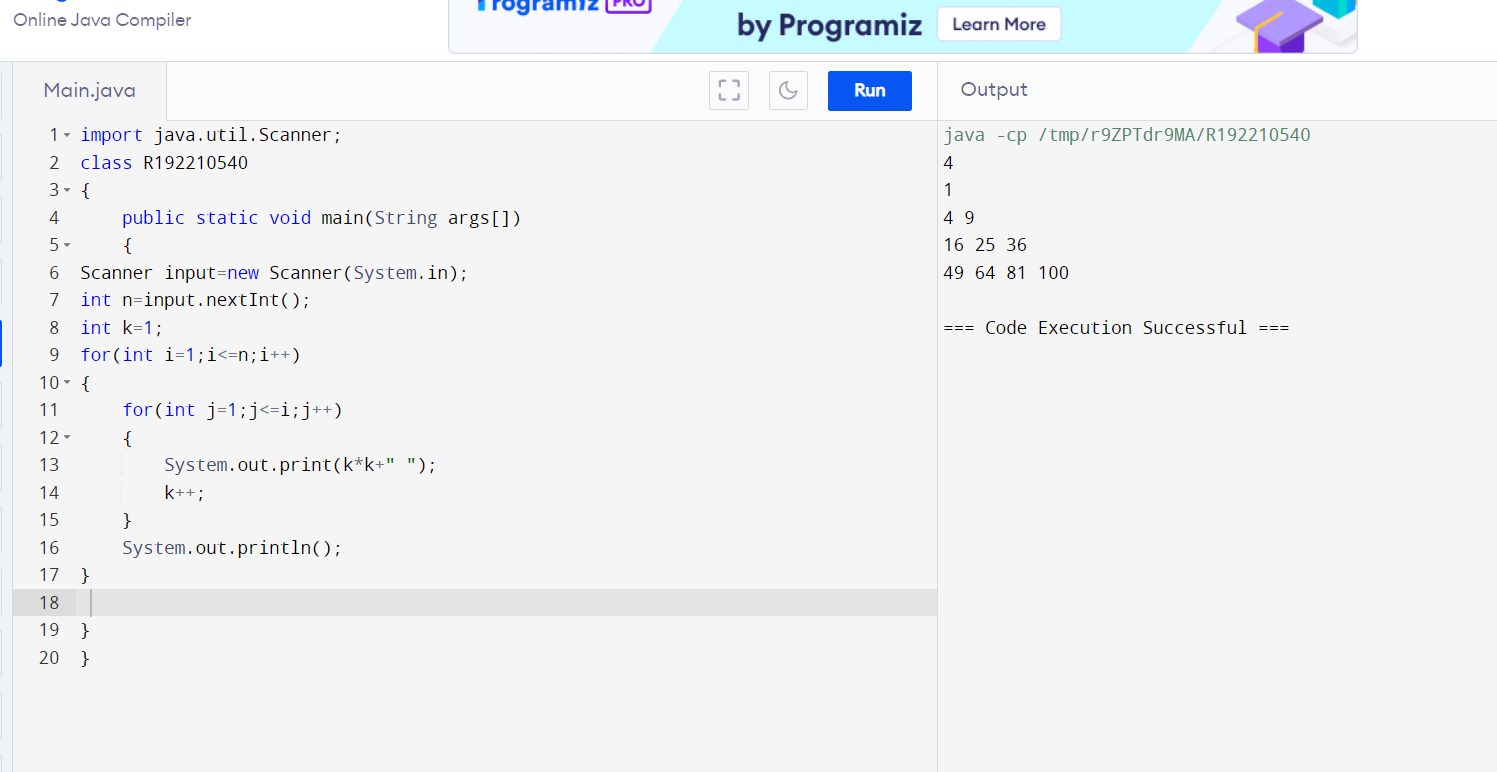 Online Java Compiler
Programiz PRO
by Programiz
Learn More
Main.java
Run
Output
1 import java.util.Scanner;
2 class R192210540
3 {
4     public static void main(String args[])
5     {
6 Scanner input=new Scanner(System.in);
7 int n=input.nextInt();
8 int k=1;
9 for(int i=1;i<=n;i++)
10 {
11     for(int j=1;j<=i;j++)
12     {
13         System.out.print(k*k+" ");
14         k++;
15     }
16     System.out.println();
17 }
18
19 }
20 }
java -cp /tmp/r9ZPTdr9MA/R192210540
4
1
4 9
16 25 36
49 64 81 100
=== Code Execution Successful ===